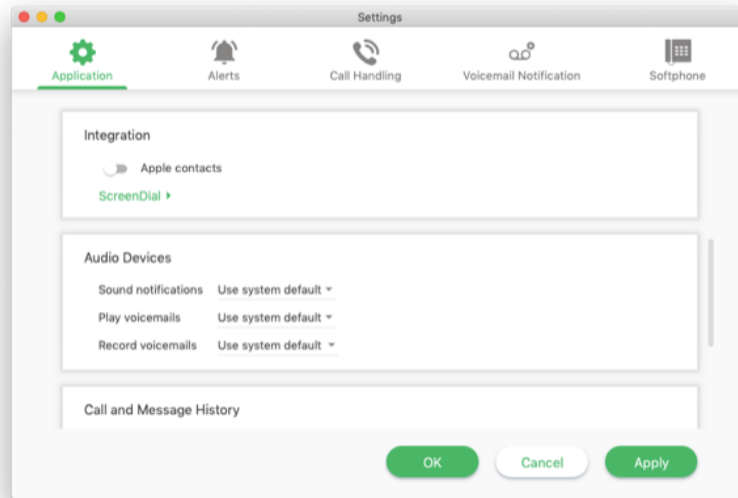 Settings
Application Alerts Call Handling Voicemail Notification Softphone
Integration
Apple contacts
ScreenDial
Audio Devices
Sound notifications Use system default
Play voicemails Use system default
Record voicemails Use system default
Call and Message History
OK Cancel Apply